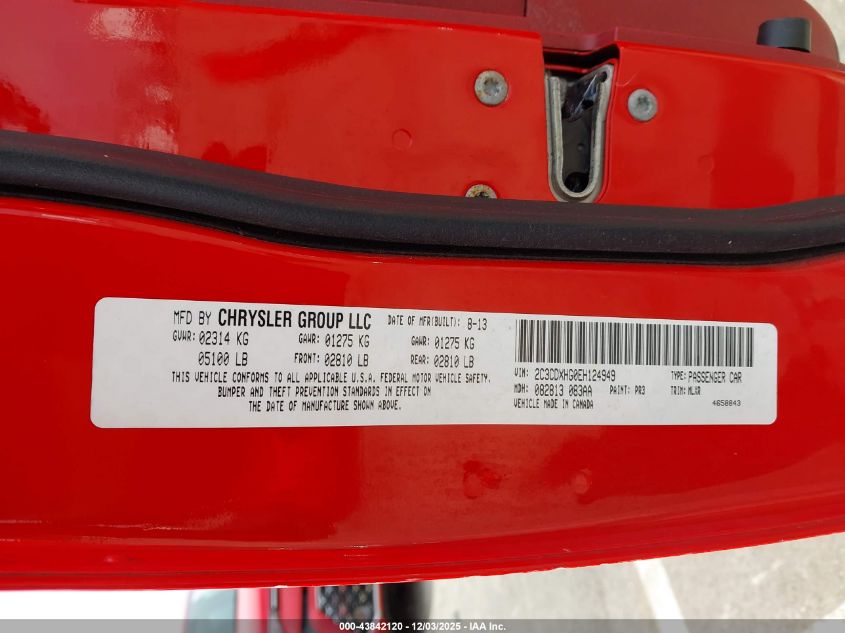 MFD BY CHRYSLER GROUP LLC DATE OF MFR(BUILT): 8-13
GVWR: 02314 KG GAWR: 01275 KG GAWR: 01275 KG
05100 LB FRONT: 02810 LB REAR: 02810 LB
THIS VEHICLE CONFORMS TO ALL APPLICABLE U.S.A. FEDERAL MOTOR VEHICLE SAFETY,
BUMPER AND THEFT PREVENTION STANDARDS IN EFFECT ON
THE DATE OF MANUFACTURE SHOWN ABOVE.
VIN: 2C3CDXHG0EH124949 TYPE: PASSENGER CAR
MDH: 082813 083AA PAINT: PR3 TRIM: MLXR
VEHICLE MADE IN CANADA 4658843
000-43842120 - 12/03/2025 - IAA Inc.